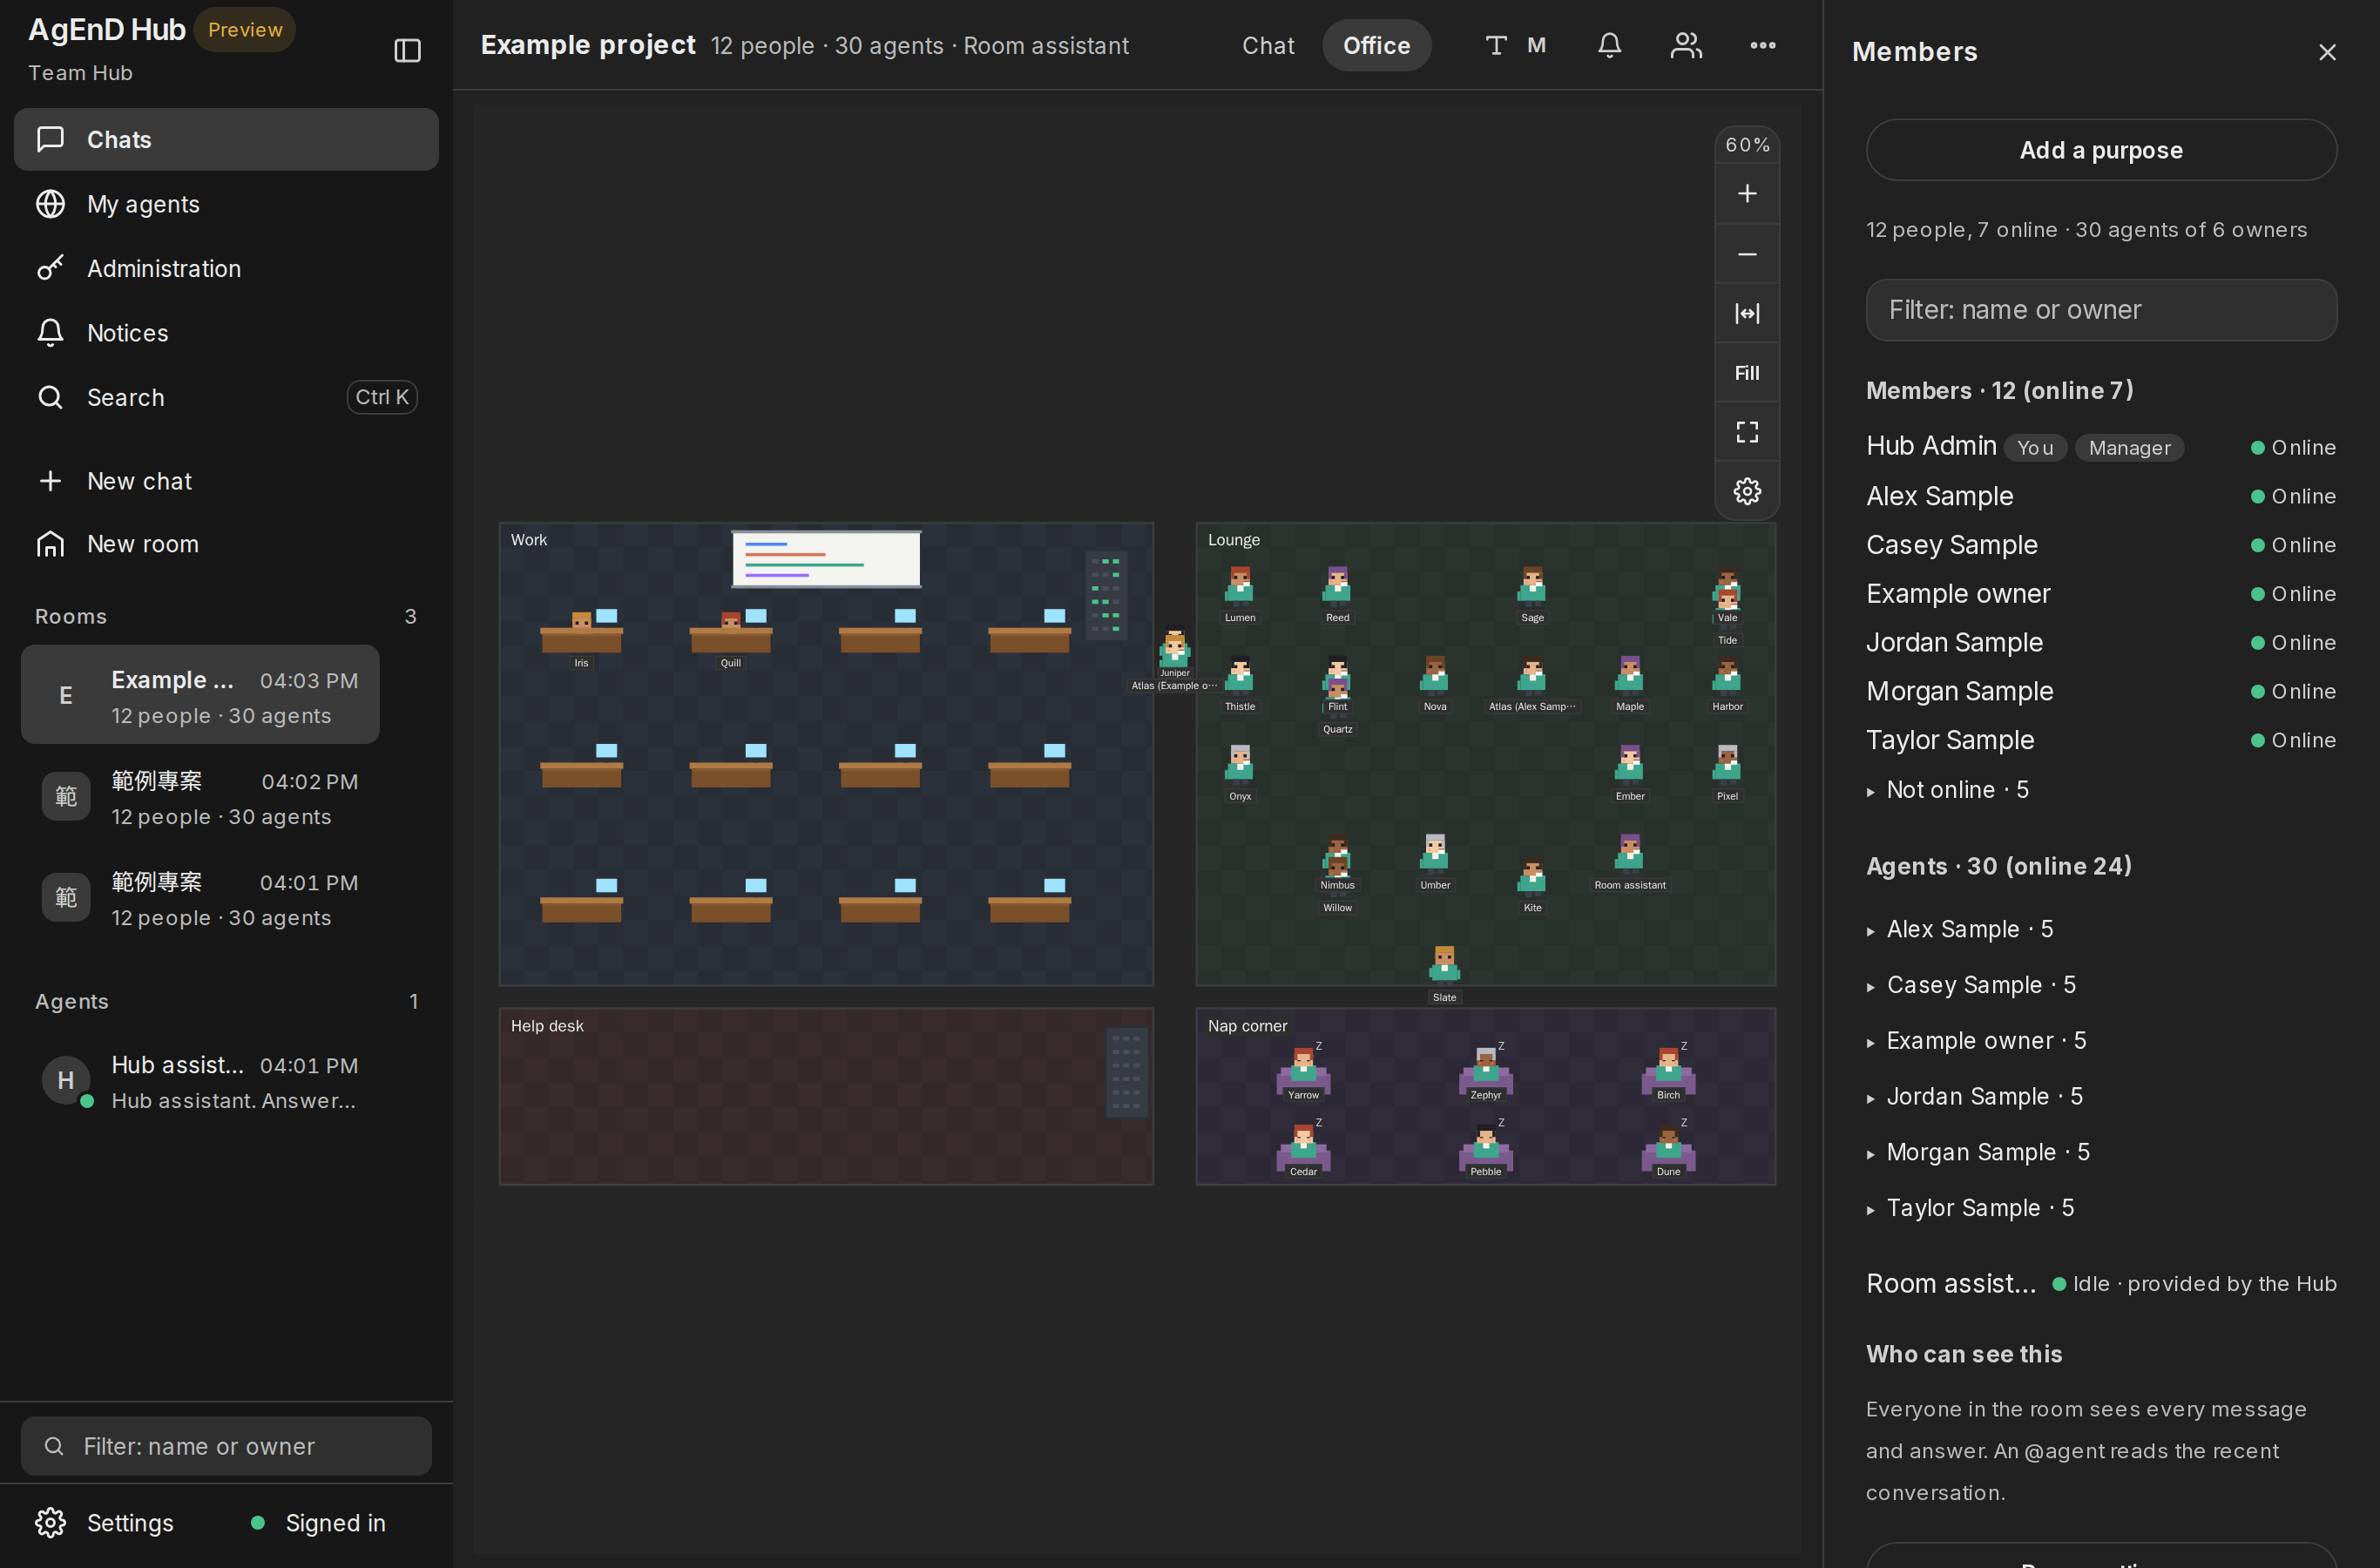 AgEnD Hub Preview
Team Hub
Chats
My agents
Administration
Notices
Search Ctrl K
New chat
New room
Rooms 3
E Example ... 04:03 PM
12 people · 30 agents
範 範例專案 04:02 PM
12 people · 30 agents
範 範例專案 04:01 PM
12 people · 30 agents
Agents 1
H Hub assist... 04:01 PM
Hub assistant. Answer...
Filter: name or owner
Settings Signed in
Example project 12 people · 30 agents · Room assistant Chat Office T M
60%
Fill
Work
Iris Quill
Juniper
Atlas (Example o...
Lounge
Lumen Reed Sage Vale
Tide
Thistle Flint Nova Atlas (Alex Samp... Maple Harbor
Quartz
Onyx Ember Pixel
Nimbus Umber Room assistant
Willow Kite
Slate
Help desk
Nap corner
Z Z Z
Yarrow Zephyr Birch
Z Z Z
Cedar Pebble Dune
Members
Add a purpose
12 people, 7 online · 30 agents of 6 owners
Filter: name or owner
Members · 12 (online 7)
Hub Admin You Manager Online
Alex Sample Online
Casey Sample Online
Example owner Online
Jordan Sample Online
Morgan Sample Online
Taylor Sample Online
Not online · 5
Agents · 30 (online 24)
Alex Sample · 5
Casey Sample · 5
Example owner · 5
Jordan Sample · 5
Morgan Sample · 5
Taylor Sample · 5
Room assist... Idle · provided by the Hub
Who can see this
Everyone in the room sees every message
and answer. An @agent reads the recent
conversation.